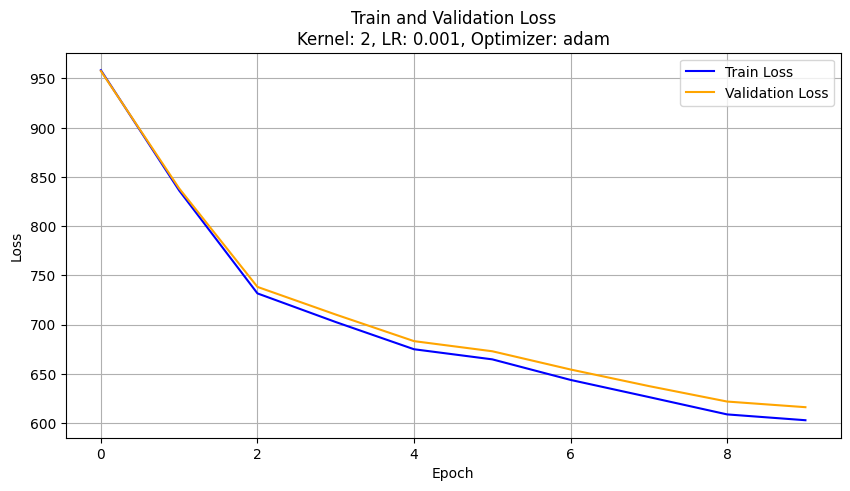 Train and Validation Loss
Kernel: 2, LR: 0.001, Optimizer: adam
Train Loss
Validation Loss
950
900
850
800
750
700
650
600
Loss
0 2 4 6 8
Epoch